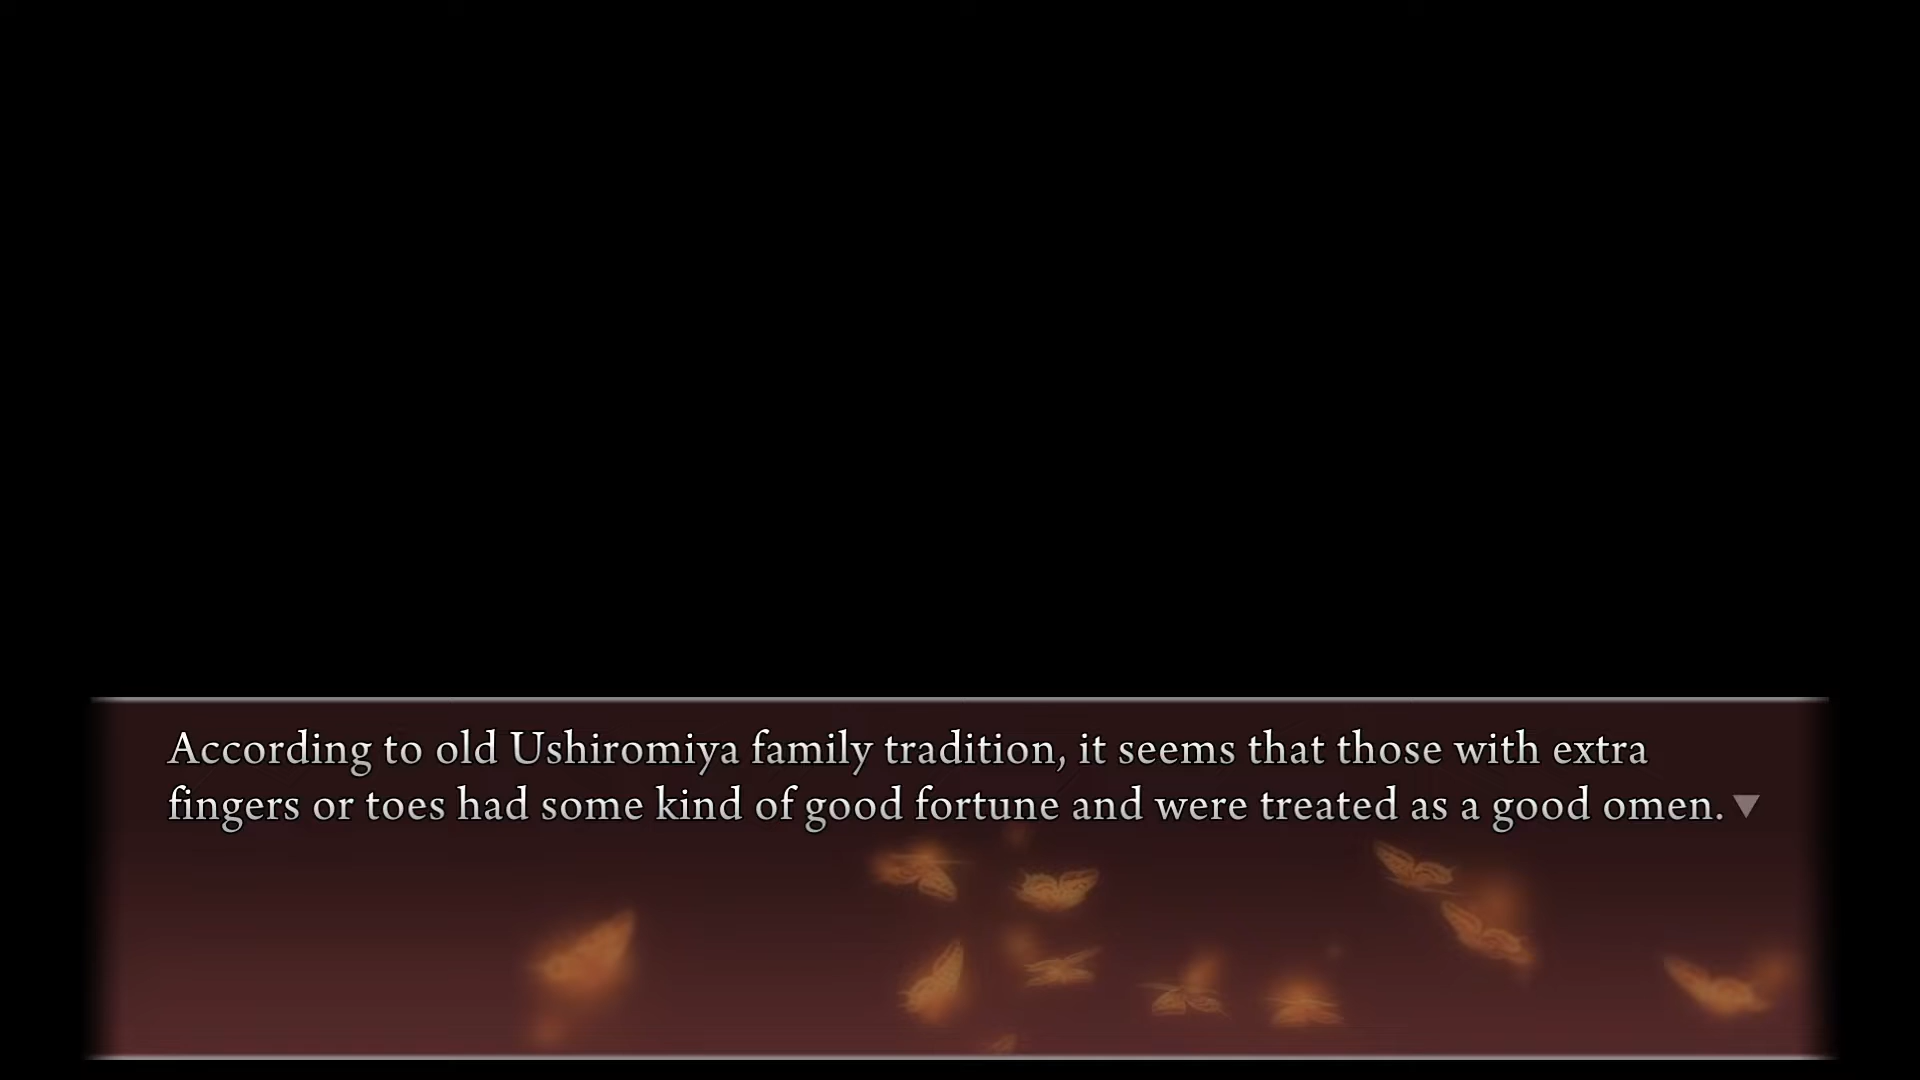 According to old Ushiromiya family tradition, it seems that those with extra
fingers or toes had some kind of good fortune and were treated as a good omen.